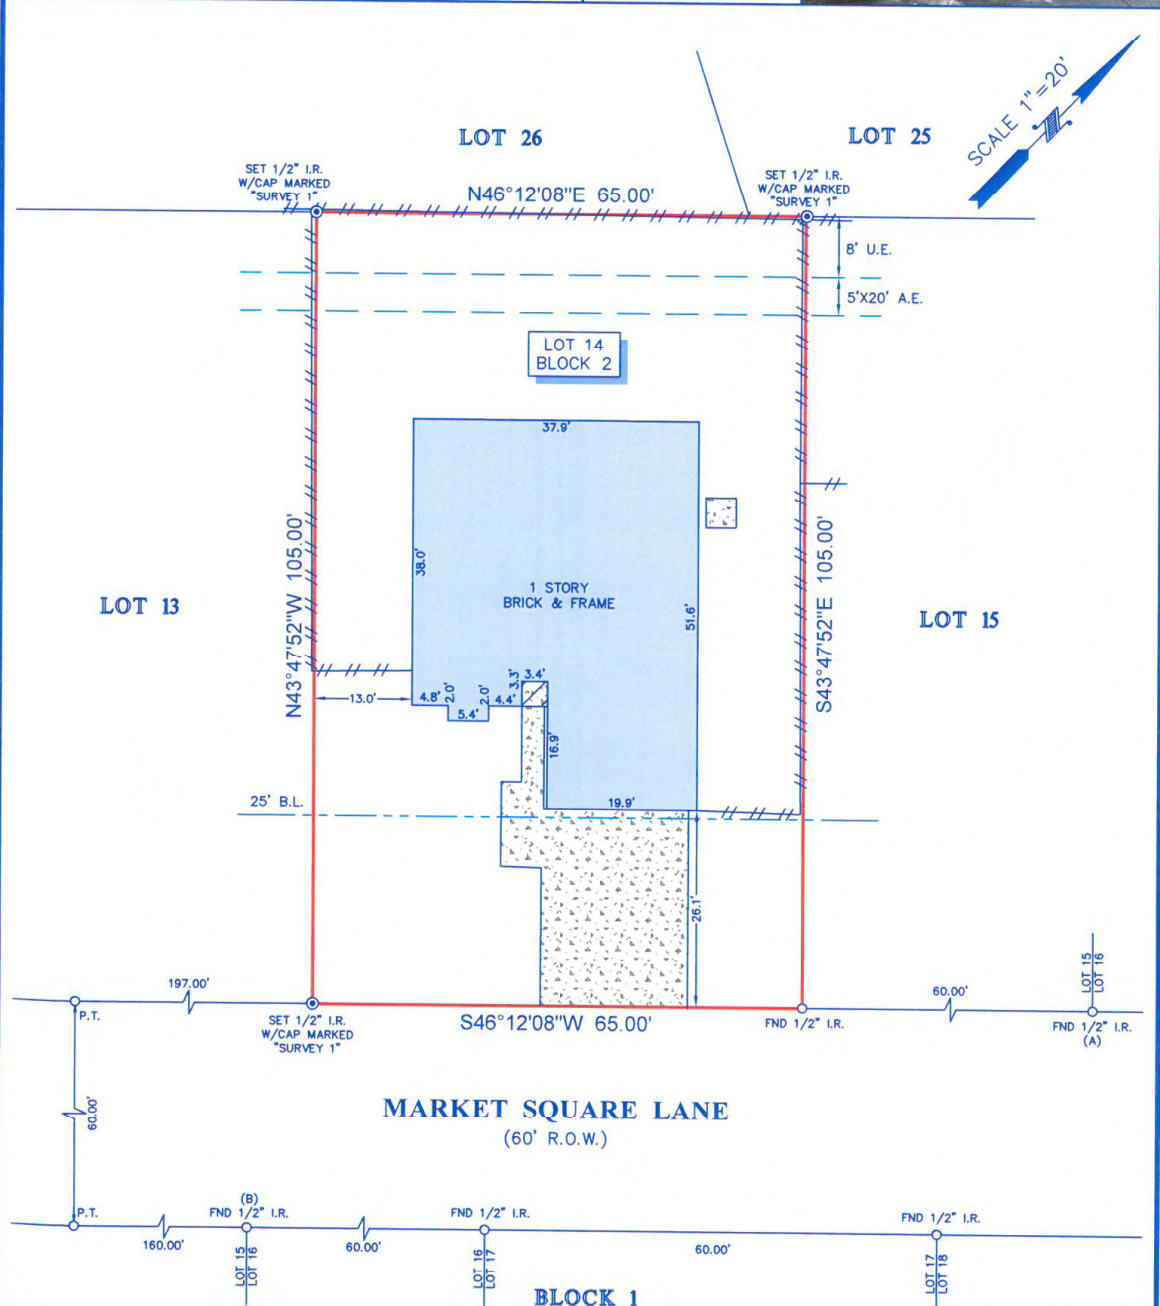 SCALE 1"=20'
LOT 26
LOT 25
SET 1/2" I.R.
W/CAP MARKED
"SURVEY 1"
N46°12'08"E 65.00'
SET 1/2" I.R.
W/CAP MARKED
"SURVEY 1"
8' U.E.
5'X20' A.E.
LOT 14
BLOCK 2
37.9'
38.0'
1 STORY
BRICK & FRAME
51.6'
N43°47'52"W 105.00'
S43°47'52"E 105.00'
LOT 13
LOT 15
13.0'
4.8'
2.0'
5.4'
2.0'
4.4'
3.3'
3.4'
16.9'
19.9'
25' B.L.
26.1'
197.00'
P.T.
SET 1/2" I.R.
W/CAP MARKED
"SURVEY 1"
S46°12'08"W 65.00'
FND 1/2" I.R.
60.00'
LOT 15
LOT 16
FND 1/2" I.R.
(A)
60.00'
MARKET SQUARE LANE
(60' R.O.W.)
P.T.
160.00'
(B)
FND 1/2" I.R.
LOT 15
LOT 16
60.00'
FND 1/2" I.R.
LOT 16
LOT 17
60.00'
FND 1/2" I.R.
LOT 17
LOT 18
BLOCK 1